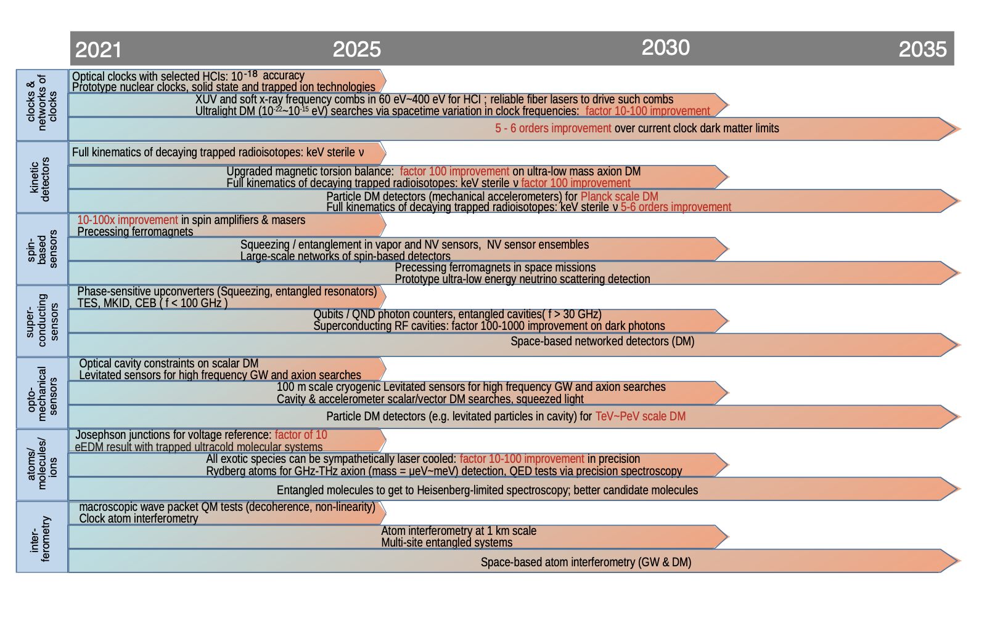 2021 2025 2030 2035
clocks &
networks of
clocks
Optical clocks with selected HCIs: 10⁻¹⁸ accuracy
Prototype nuclear clocks, solid state and trapped ion technologies
XUV and soft x-ray frequency combs in 60 eV~400 eV for HCI ; reliable fiber lasers to drive such combs
Ultralight DM (10⁻²²~10⁻¹⁵ eV) searches via spacetime variation in clock frequencies: factor 10-100 improvement
5 - 6 orders improvement over current clock dark matter limits
kinetic
detectors
Full kinematics of decaying trapped radioisotopes: keV sterile ν
Upgraded magnetic torsion balance: factor 100 improvement on ultra-low mass axion DM
Full kinematics of decaying trapped radioisotopes: keV sterile ν factor 100 improvement
Particle DM detectors (mechanical accelerometers) for Planck scale DM
Full kinematics of decaying trapped radioisotopes: keV sterile ν 5-6 orders improvement
spin-
based
sensors
10-100x improvement in spin amplifiers & masers
Precessing ferromagnets
Squeezing / entanglement in vapor and NV sensors, NV sensor ensembles
Large-scale networks of spin-based detectors
Precessing ferromagnets in space missions
Prototype ultra-low energy neutrino scattering detection
super-
conducting
sensors
Phase-sensitive upconverters (Squeezing, entangled resonators)
TES, MKID, CEB ( f < 100 GHz )
Qubits / QND photon counters, entangled cavities( f > 30 GHz)
Superconducting RF cavities: factor 100-1000 improvement on dark photons
Space-based networked detectors (DM)
opto-
mechanical
sensors
Optical cavity constraints on scalar DM
Levitated sensors for high frequency GW and axion searches
100 m scale cryogenic Levitated sensors for high frequency GW and axion searches
Cavity & accelerometer scalar/vector DM searches, squeezed light
Particle DM detectors (e.g. levitated particles in cavity) for TeV~PeV scale DM
atoms/
molecules/
ions
Josephson junctions for voltage reference: factor of 10
eEDM result with trapped ultracold molecular systems
All exotic species can be sympathetically laser cooled: factor 10-100 improvement in precision
Rydberg atoms for GHz-THz axion (mass = μeV~meV) detection, QED tests via precision spectroscopy
Entangled molecules to get to Heisenberg-limited spectroscopy; better candidate molecules
inter-
ferometry
macroscopic wave packet QM tests (decoherence, non-linearity)
Clock atom interferometry
Atom interferometry at 1 km scale
Multi-site entangled systems
Space-based atom interferometry (GW & DM)